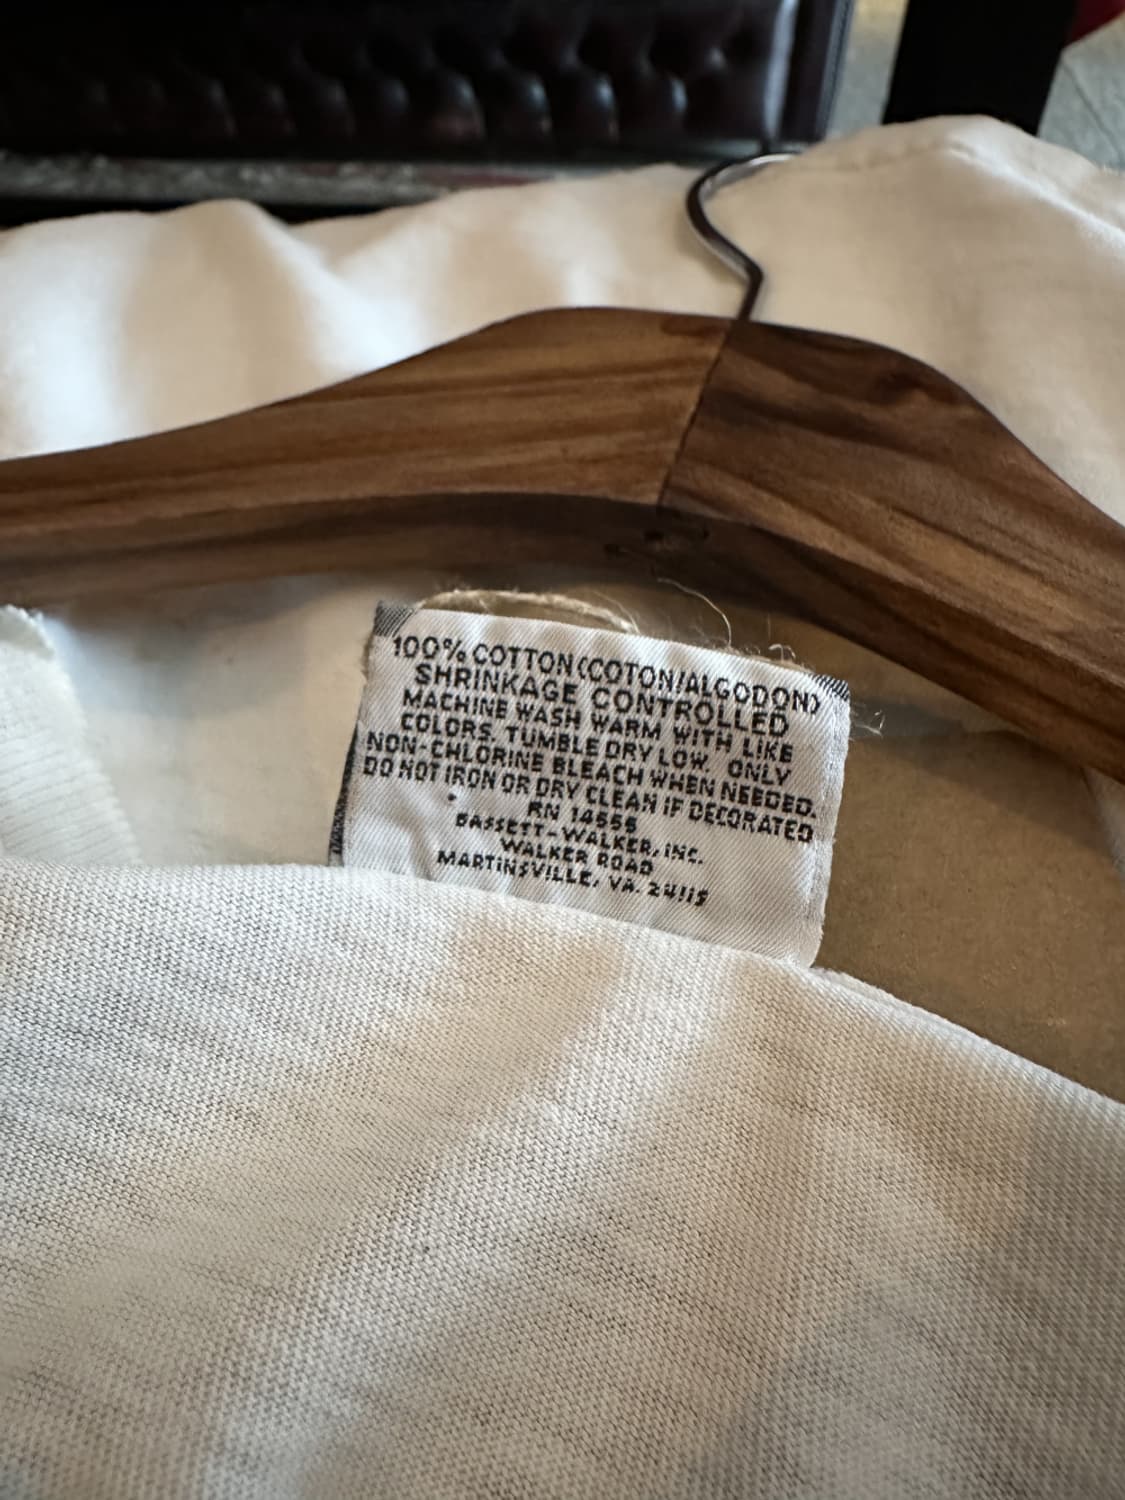 100% COTTON (COTON/ALGODON)
SHRINKAGE CONTROLLED
MACHINE WASH WARM WITH LIKE
COLORS. TUMBLE DRY LOW. ONLY
NON-CHLORINE BLEACH WHEN NEEDED.
DO NOT IRON OR DRY CLEAN IF DECORATED
RN 14555
BASSETT-WALKER, INC.
WALKER ROAD
MARTINSVILLE, VA. 24115